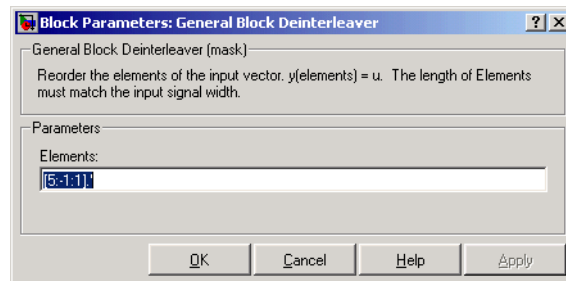 Block Parameters: General Block Deinterleaver
General Block Deinterleaver (mask)
Reorder the elements of the input vector. y(elements) = u.  The length of Elements
must match the input signal width.
Parameters
Elements:
[5:-1:1].'
OK
Cancel
Help
Apply